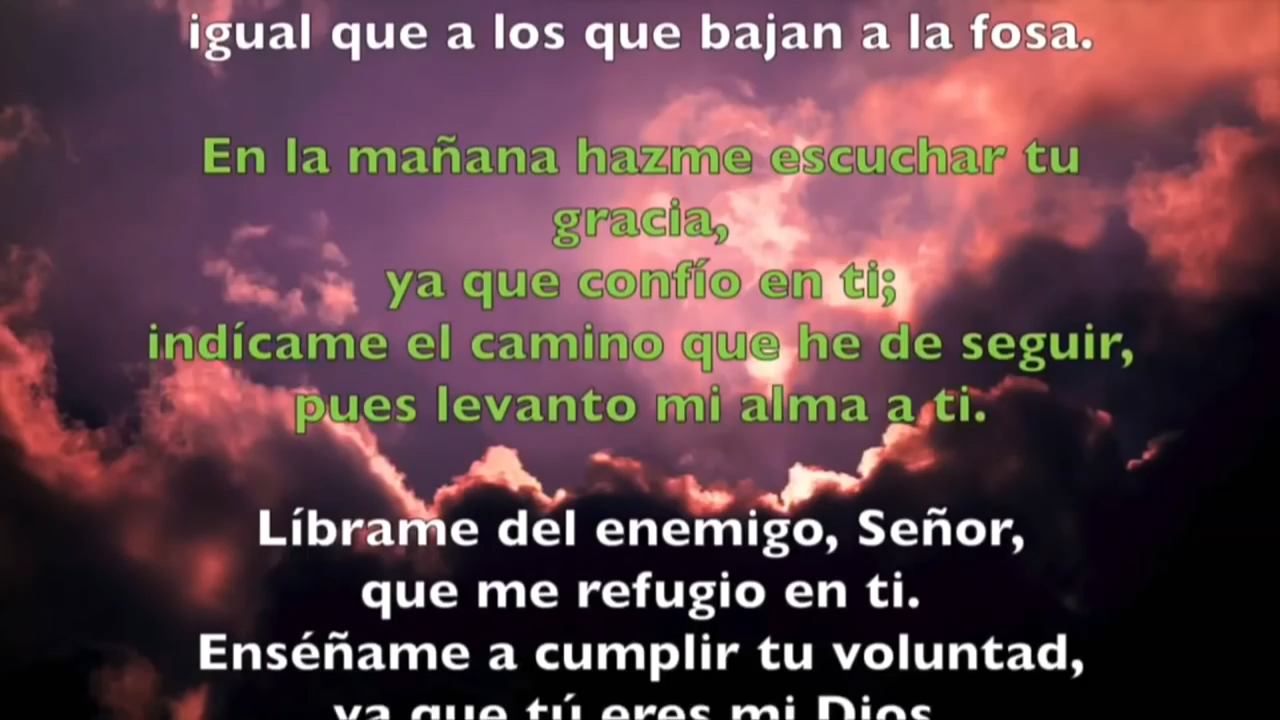 igual que a los que bajan a la fosa.
En la mañana hazme escuchar tu
gracia,
ya que confío en ti;
indícame el camino que he de seguir,
pues levanto mi alma a ti.
Líbrame del enemigo, Señor,
que me refugio en ti.
Enséñame a cumplir tu voluntad,
ya que tú eres mi Dios